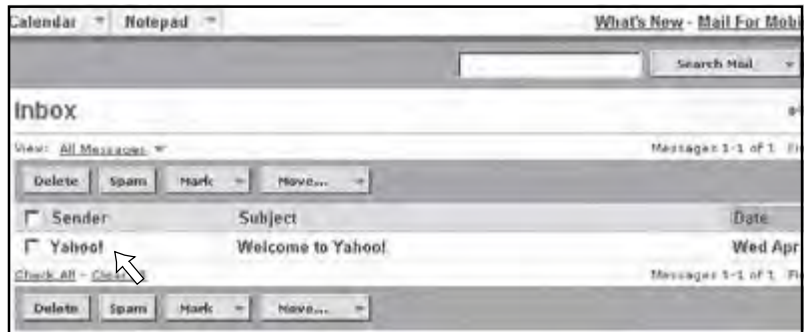 Calendar Notepad What's New - Mail For Mobi
Search Mail
Inbox
View: All Messages Messages 1-1 of 1
Delete Spam Mark Move...
Sender Subject Date
Yahoo! Welcome to Yahoo! Wed Apr
Check All - Messages 1-1 of 1
Delete Spam Mark Move...